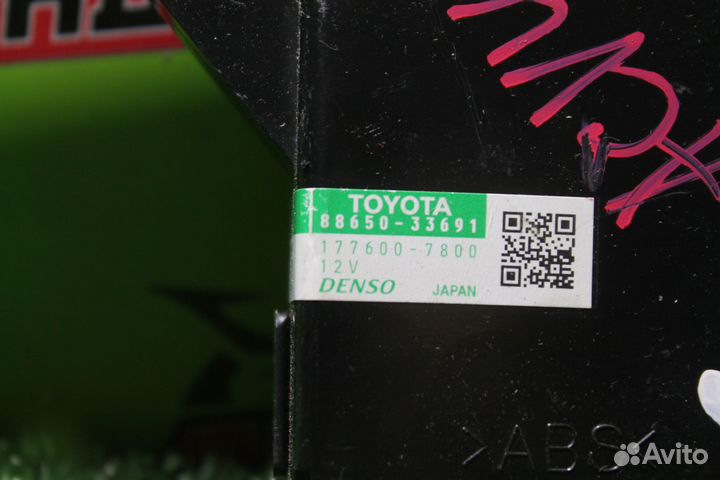 TOYOTA
88650-33691
177600-7800
12V
DENSO JAPAN
>ABS<
Avito